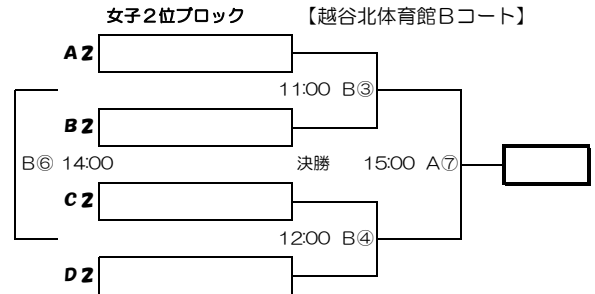 女子２位ブロック 【越谷北体育館Ｂコート】
A2
11:00 B③
B2
B⑥ 14:00 決勝 15:00 A⑦
C2
12:00 B④
D2